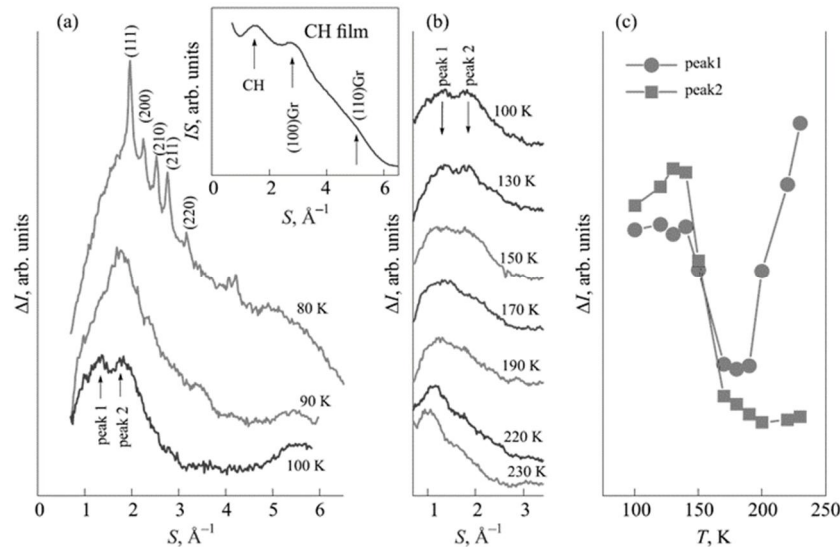 (a)
(111)
(200)
(210)
(211)
(220)
80 K
90 K
100 K
peak 1
peak 2
ΔI, arb. units
0 1 2 3 4 5 6
S, Å⁻¹
CH film
IS, arb. units
CH
(100)Gr
(110)Gr
0 2 4 6
S, Å⁻¹
(b)
peak 1
peak 2
100 K
130 K
150 K
170 K
190 K
220 K
230 K
ΔI, arb. units
1 2 3
S, Å⁻¹
(c)
peak1
peak2
ΔI, arb. units
100 150 200 250
T, K